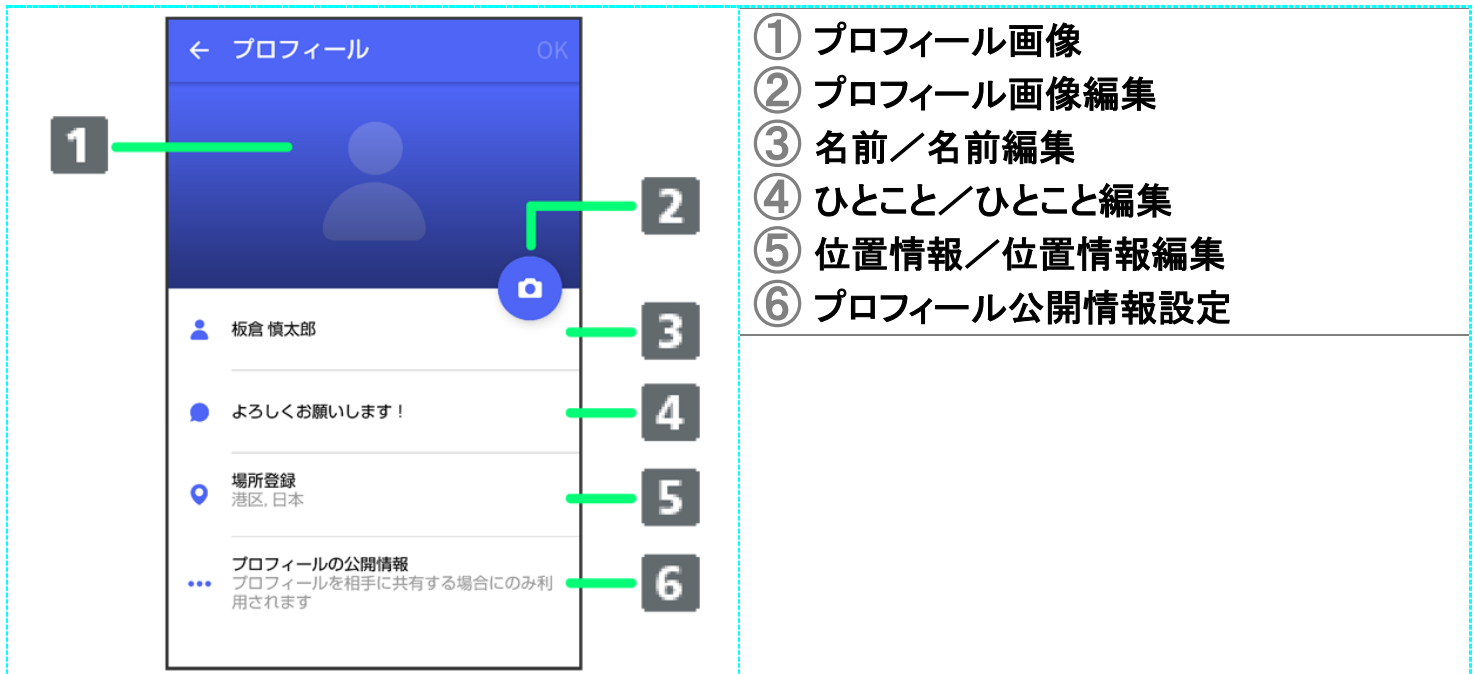 ← プロフィール OK
1
2
板倉 慎太郎
3
よろしくお願いします！
4
場所登録
港区, 日本
5
プロフィールの公開情報
プロフィールを相手に共有する場合にのみ利
用されます
6
① プロフィール画像
② プロフィール画像編集
③ 名前／名前編集
④ ひとこと／ひとこと編集
⑤ 位置情報／位置情報編集
⑥ プロフィール公開情報設定